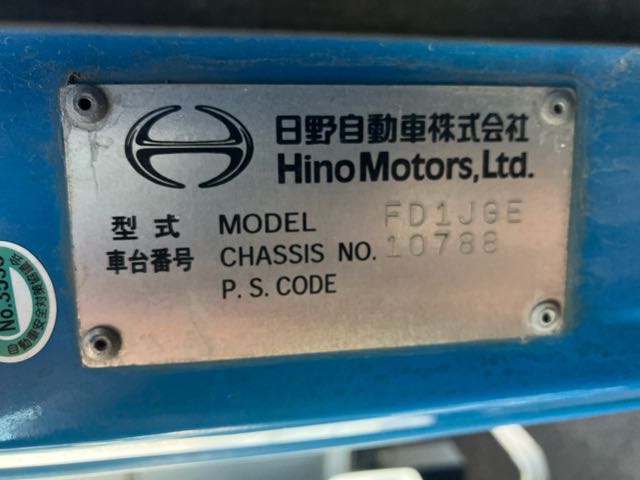 日野自動車株式会社
Hino Motors, Ltd.
型式 MODEL FD1JGE
車台番号 CHASSIS NO. 10788
P. S. CODE